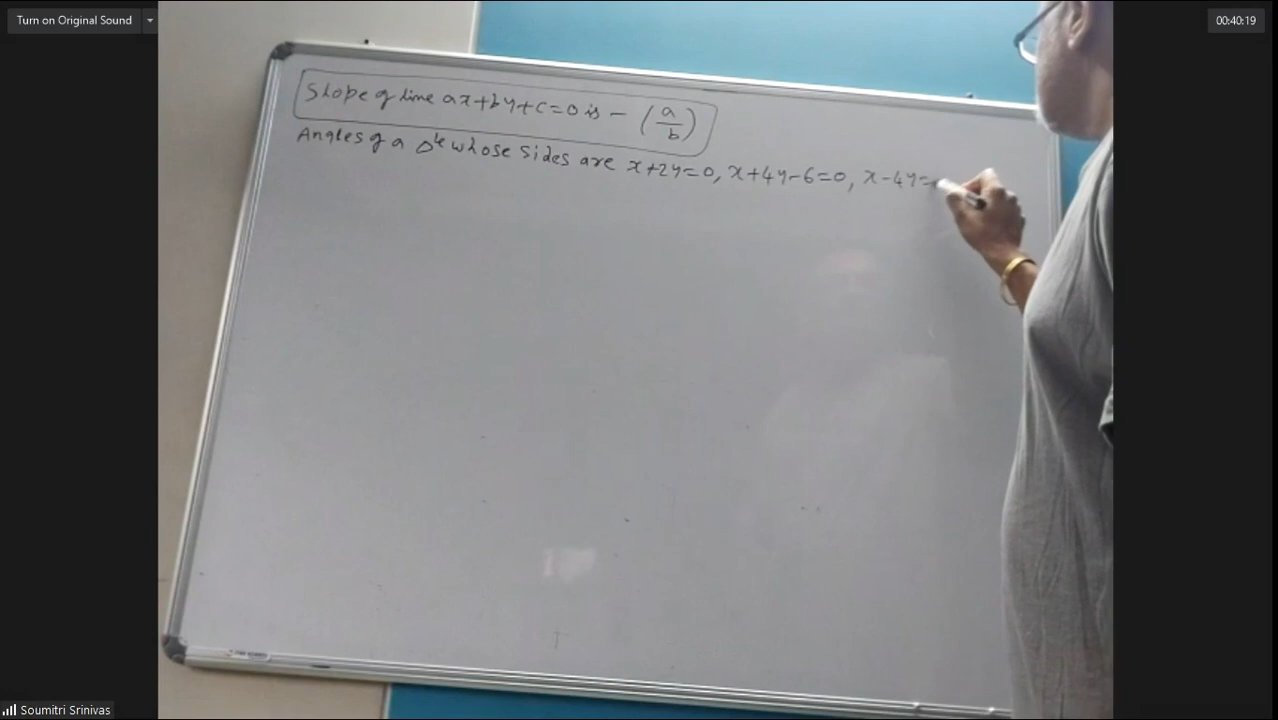 Turn on Original Sound
00:40:19
Slope of line ax+by+c=0 is -(a/b)
Angles of a Δle whose sides are x+2y=0, x+4y-6=0, x-4y=
Soumitri Srinivas